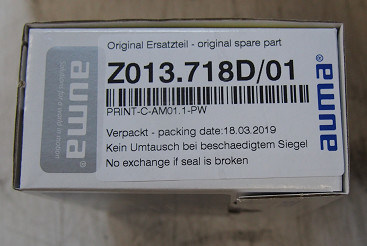 Original Ersatzteil - original spare part
Z013.718D/01
PRINT-C-AM01.1-PW
Verpackt - packing date:18.03.2019
Kein Umtausch bei beschaedigtem Siegel
No exchange if seal is broken
auma®
auma®